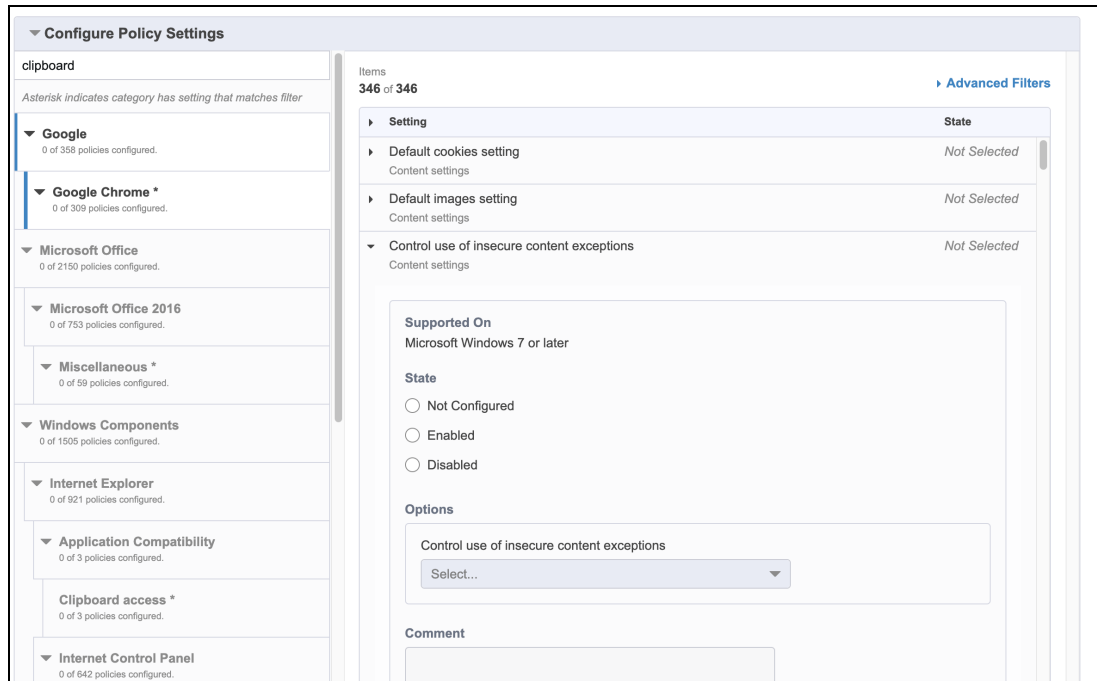 Configure Policy Settings
clipboard
Asterisk indicates category has setting that matches filter
Google
0 of 358 policies configured.
Google Chrome *
0 of 309 policies configured.
Microsoft Office
0 of 2150 policies configured.
Microsoft Office 2016
0 of 753 policies configured.
Miscellaneous *
0 of 59 policies configured.
Windows Components
0 of 1505 policies configured.
Internet Explorer
0 of 921 policies configured.
Application Compatibility
0 of 3 policies configured.
Clipboard access *
0 of 3 policies configured.
Internet Control Panel
0 of 642 policies configured.
Items
346 of 346
Advanced Filters
Setting State
Default cookies setting Not Selected
Content settings
Default images setting Not Selected
Content settings
Control use of insecure content exceptions Not Selected
Content settings
Supported On
Microsoft Windows 7 or later
State
Not Configured
Enabled
Disabled
Options
Control use of insecure content exceptions
Select...
Comment